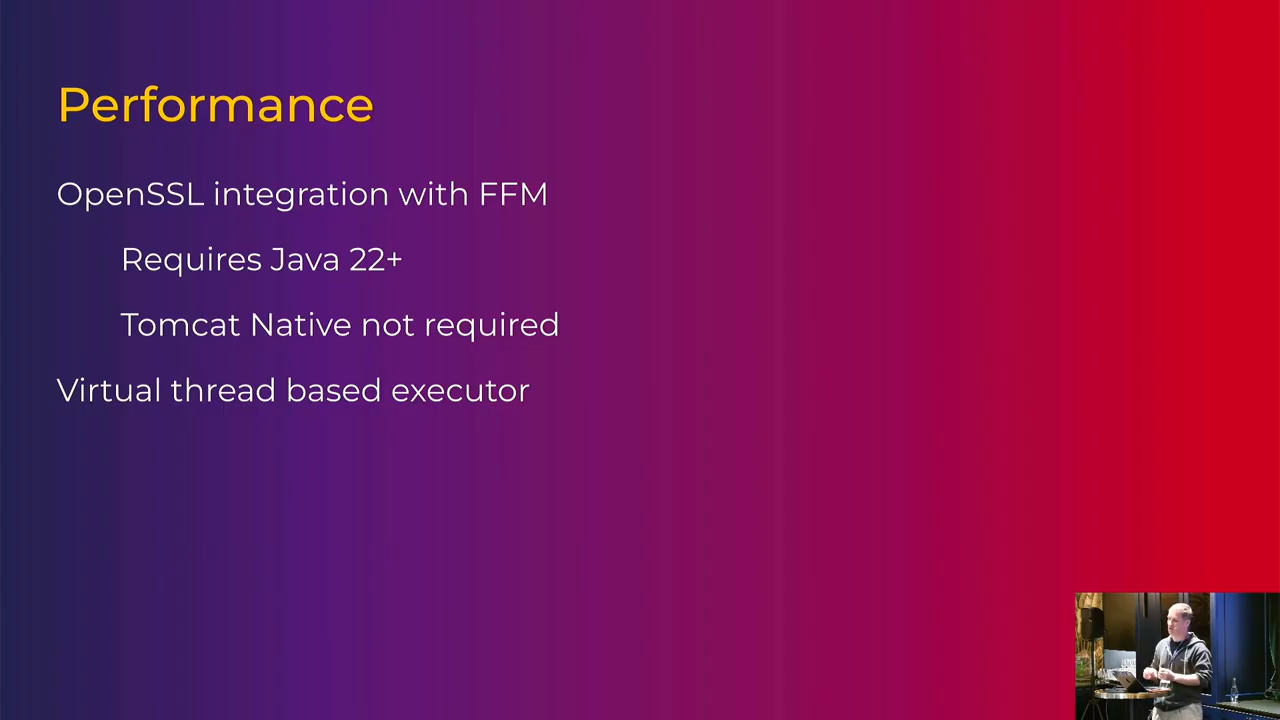 Performance
OpenSSL integration with FFM
Requires Java 22+
Tomcat Native not required
Virtual thread based executor